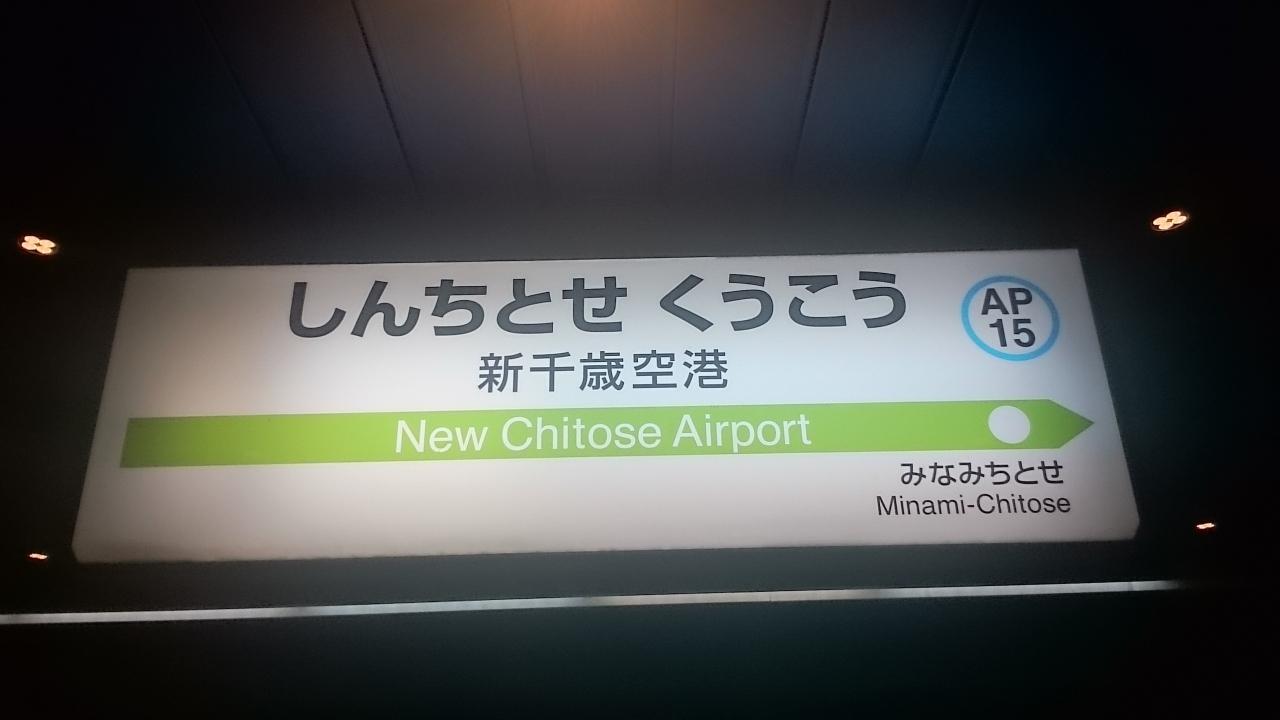 しんちとせ くうこう
AP
15
新千歳空港
New Chitose Airport
みなみちとせ
Minami-Chitose